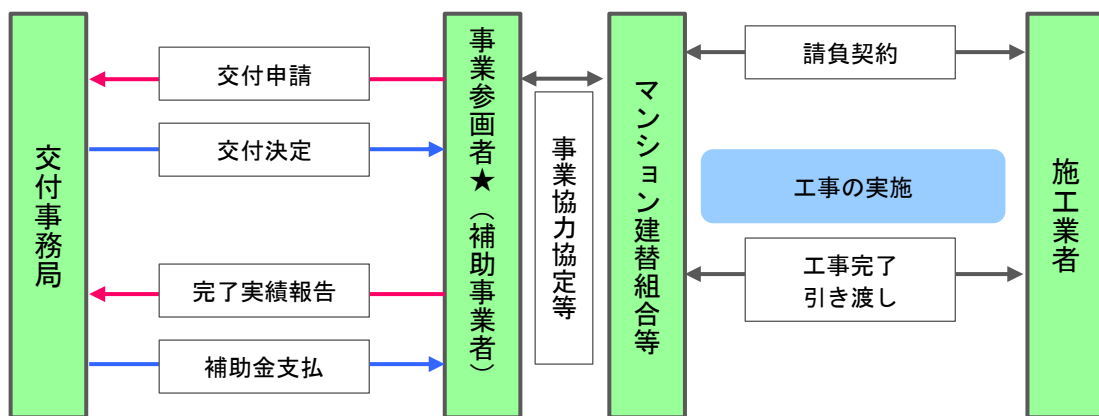 交付事務局
交付申請
交付決定
完了実績報告
補助金支払
事業参画者★（補助事業者）
事業協力協定等
マンション建替組合等
請負契約
工事の実施
工事完了
引き渡し
施工業者